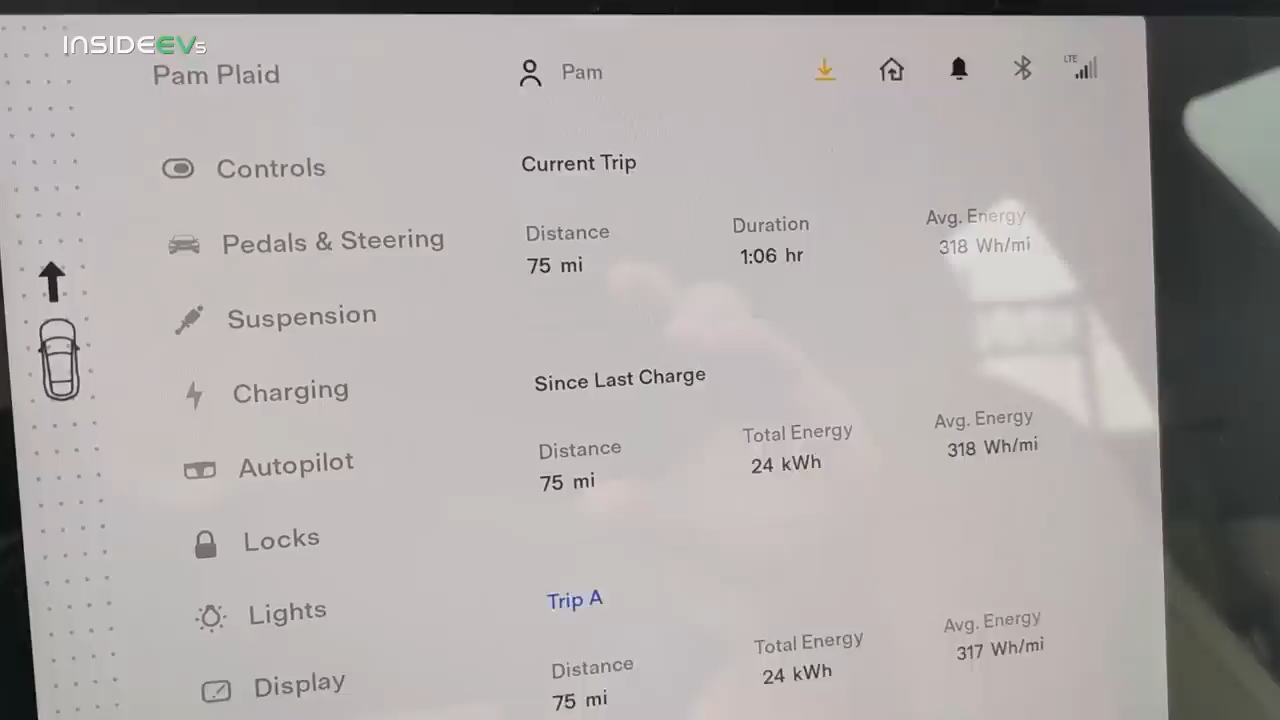 INSIDEEVs
Pam Plaid
Pam
LTE
Controls
Pedals & Steering
Suspension
Charging
Autopilot
Locks
Lights
Display
Current Trip
Distance
75 mi
Duration
1:06 hr
Avg. Energy
318 Wh/mi
Since Last Charge
Distance
75 mi
Total Energy
24 kWh
Avg. Energy
318 Wh/mi
Trip A
Distance
75 mi
Total Energy
24 kWh
Avg. Energy
317 Wh/mi